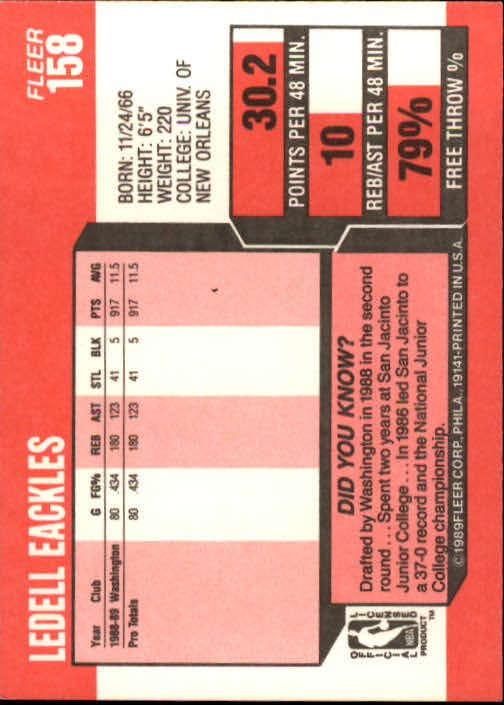 LEDELL EACKLES
FLEER
158
BORN: 11/24/66
HEIGHT: 6'5"
WEIGHT: 220
COLLEGE: UNIV. OF
NEW ORLEANS
Year Club G FG% REB AST STL BLK PTS AVG
1988-89 Washington 80 .434 180 123 41 5 917 11.5
Pro Totals 80 .434 180 123 41 5 917 11.5
30.2
POINTS PER 48 MIN.
10
REB/AST PER 48 MIN.
79%
FREE THROW %
DID YOU KNOW?
Drafted by Washington in 1988 in the second
round . . . Spent two years at San Jacinto
Junior College . . . In 1986 led San Jacinto to
a 37-0 record and the National Junior
College championship.
OFFICIAL LICENSED
NBA
PRODUCT™
© 1989 FLEER CORP., PHILA., 19141-PRINTED IN U.S.A.